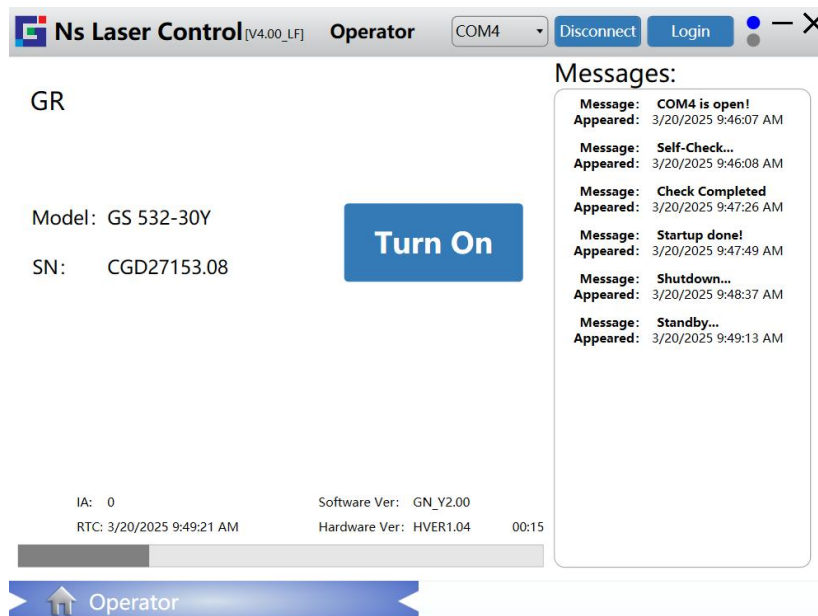 Ns Laser Control [V4.00_LF] Operator COM4 Disconnect Login
GR
Model: GS 532-30Y
SN: CGD27153.08
Turn On
IA: 0 Software Ver: GN_Y2.00
RTC: 3/20/2025 9:49:21 AM Hardware Ver: HVER1.04 00:15
Messages:
Message: COM4 is open!
Appeared: 3/20/2025 9:46:07 AM
Message: Self-Check...
Appeared: 3/20/2025 9:46:08 AM
Message: Check Completed
Appeared: 3/20/2025 9:47:26 AM
Message: Startup done!
Appeared: 3/20/2025 9:47:49 AM
Message: Shutdown...
Appeared: 3/20/2025 9:48:37 AM
Message: Standby...
Appeared: 3/20/2025 9:49:13 AM
Operator